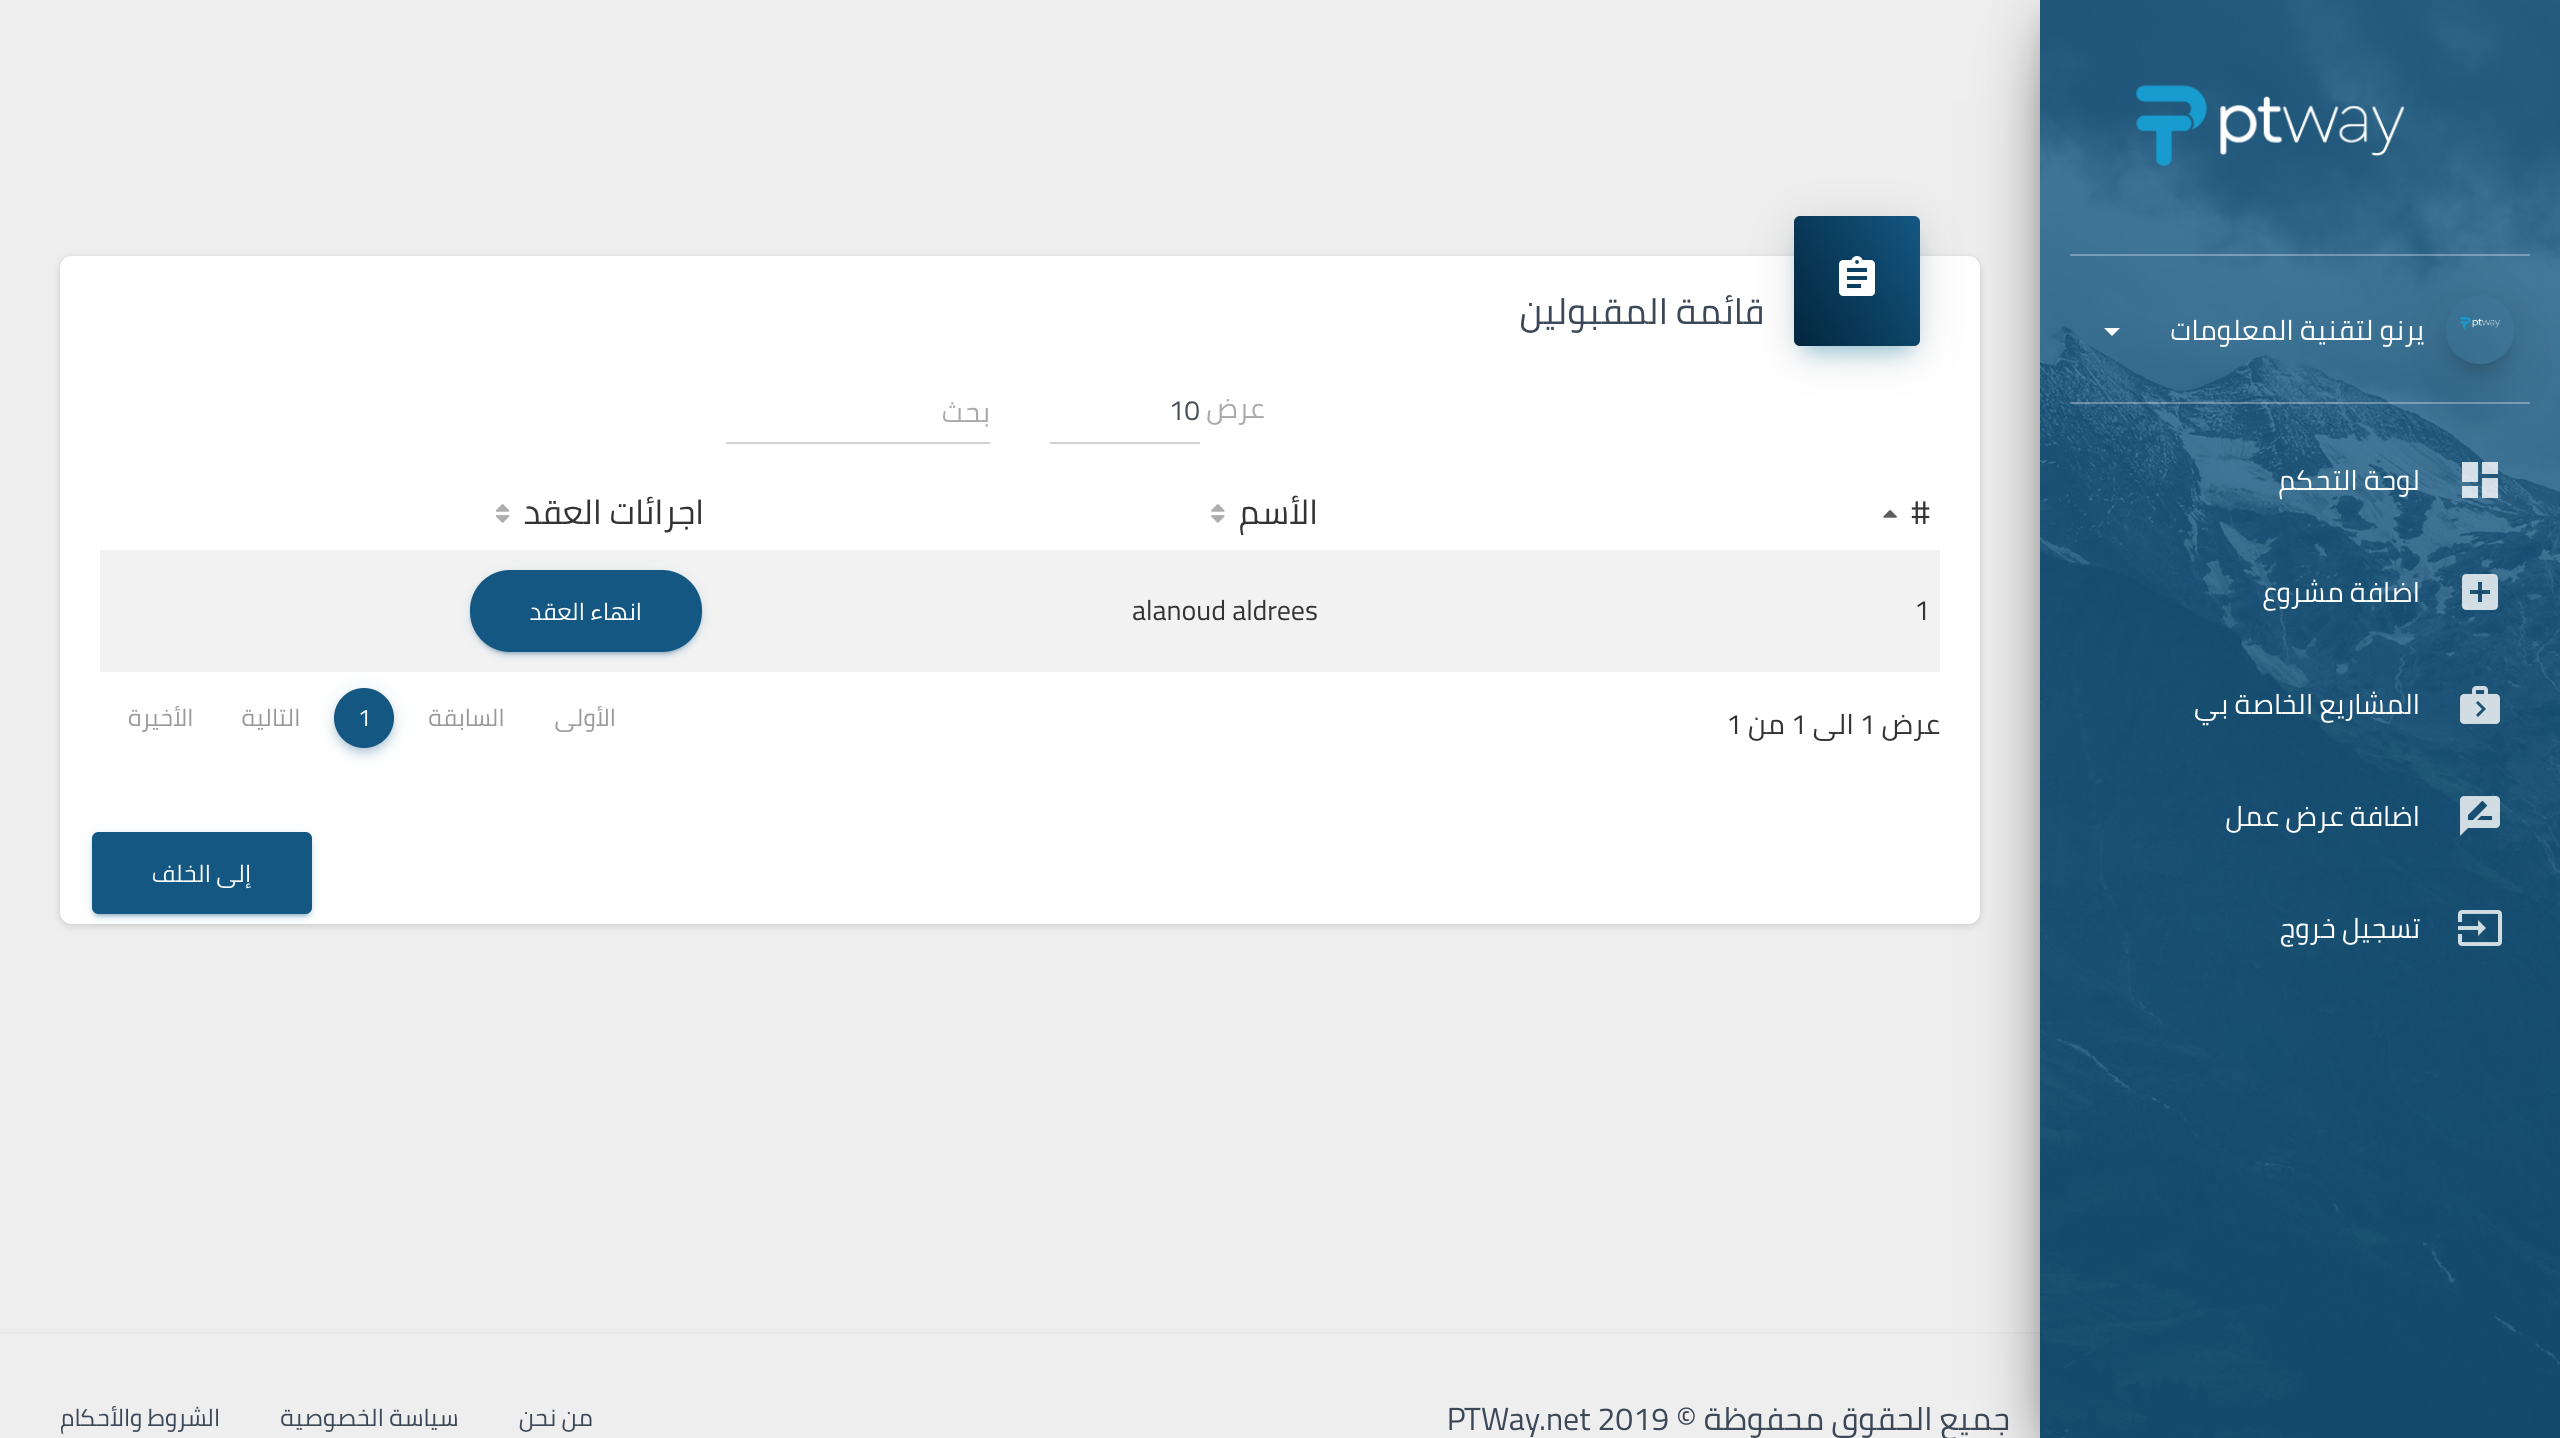 ptway
يرنو لتقنية المعلومات
ptway
لوحة التحكم
اضافة مشروع
المشاريع الخاصة بي
اضافة عرض عمل
تسجيل خروج
قائمة المقبولين
عرض 10
بحث
# الأسم اجرائات العقد
1 alanoud aldrees انهاء العقد
عرض 1 الى 1 من 1
الأولى السابقة 1 التالية الأخيرة
إلى الخلف
جميع الحقوق محفوظة © 2019 PTWay.net
من نحن سياسة الخصوصية الشروط والأحكام